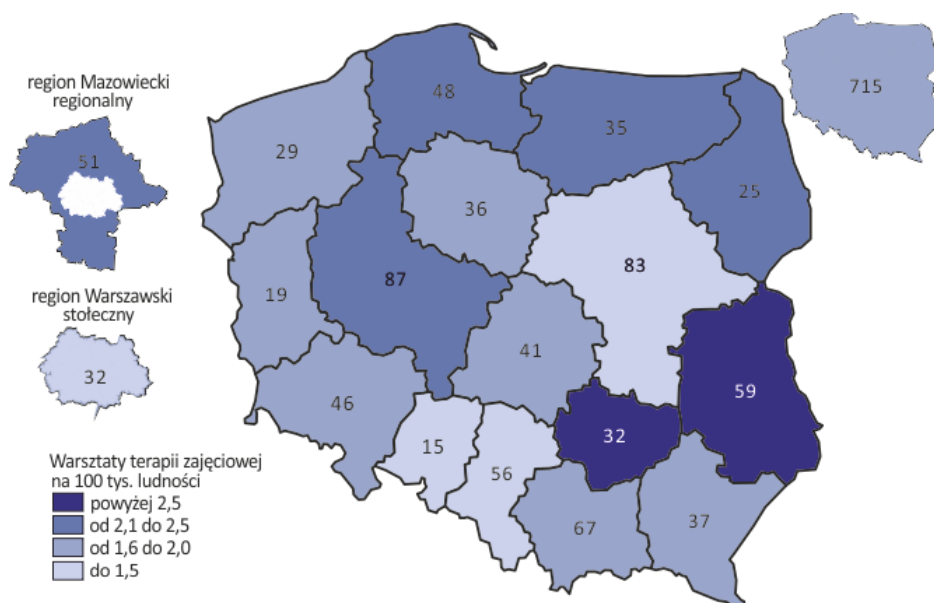 region Mazowiecki
regionalny
51
region Warszawski
stołeczny
32
48
35
715
29
25
36
83
87
19
41
59
46
32
15
56
67
37
Warsztaty terapii zajęciowej
na 100 tys. ludności
powyżej 2,5
od 2,1 do 2,5
od 1,6 do 2,0
do 1,5